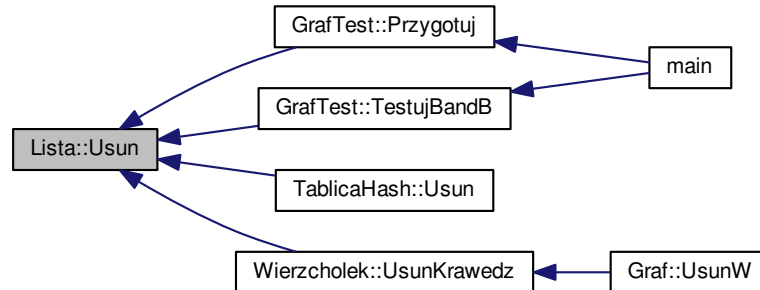 GrafTest::Przygotuj
main
GrafTest::TestujBandB
Lista::Usun
TablicaHash::Usun
Wierzcholek::UsunKrawedz
Graf::UsunW